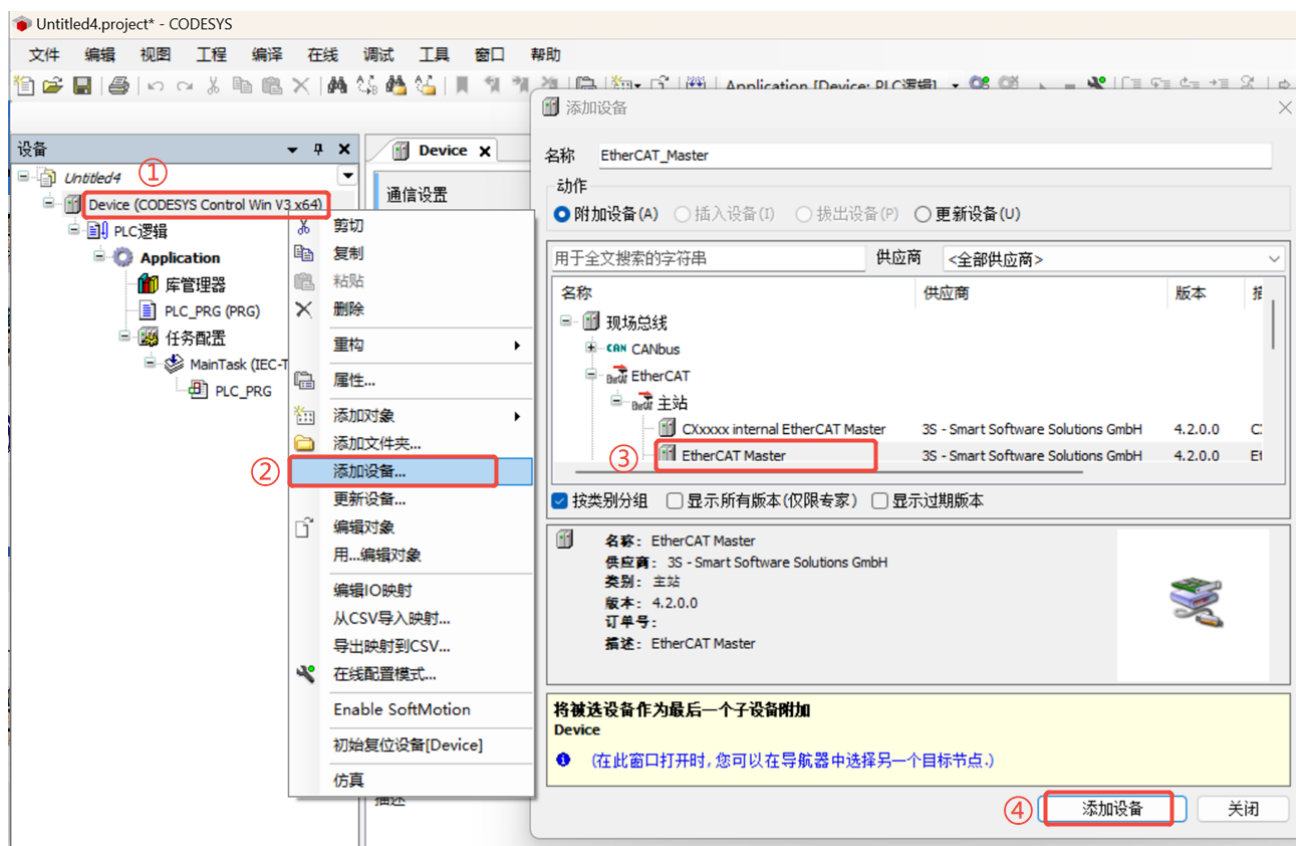 Untitled4.project* - CODESYS
文件 编辑 视图 工程 编译 在线 调试 工具 窗口 帮助
Application [Device: PLC逻辑]
设备
Untitled4
①
Device (CODESYS Control Win V3 x64)
PLC逻辑
Application
库管理器
PLC_PRG (PRG)
任务配置
MainTask (IEC-T
PLC_PRG
Device
通信设置
剪切
复制
粘贴
删除
重构
属性...
添加对象
添加文件夹...
②
添加设备...
更新设备...
编辑对象
用...编辑对象
编辑IO映射
从CSV导入映射...
导出映射到CSV...
在线配置模式...
Enable SoftMotion
初始复位设备[Device]
仿真
描述
添加设备
名称 EtherCAT_Master
动作
附加设备(A) 插入设备(I) 拔出设备(P) 更新设备(U)
用于全文搜索的字符串 供应商 <全部供应商>
名称 供应商 版本 描
现场总线
CAN CANbus
EtherCAT
主站
CXxxxx internal EtherCAT Master 3S - Smart Software Solutions GmbH 4.2.0.0
③ EtherCAT Master 3S - Smart Software Solutions GmbH 4.2.0.0 Et
按类别分组 显示所有版本(仅限专家) 显示过期版本
名称: EtherCAT Master
供应商: 3S - Smart Software Solutions GmbH
类别: 主站
版本: 4.2.0.0
订单号:
描述: EtherCAT Master
将被选设备作为最后一个子设备附加
Device
(在此窗口打开时,您可以在导航器中选择另一个目标节点.)
④ 添加设备 关闭